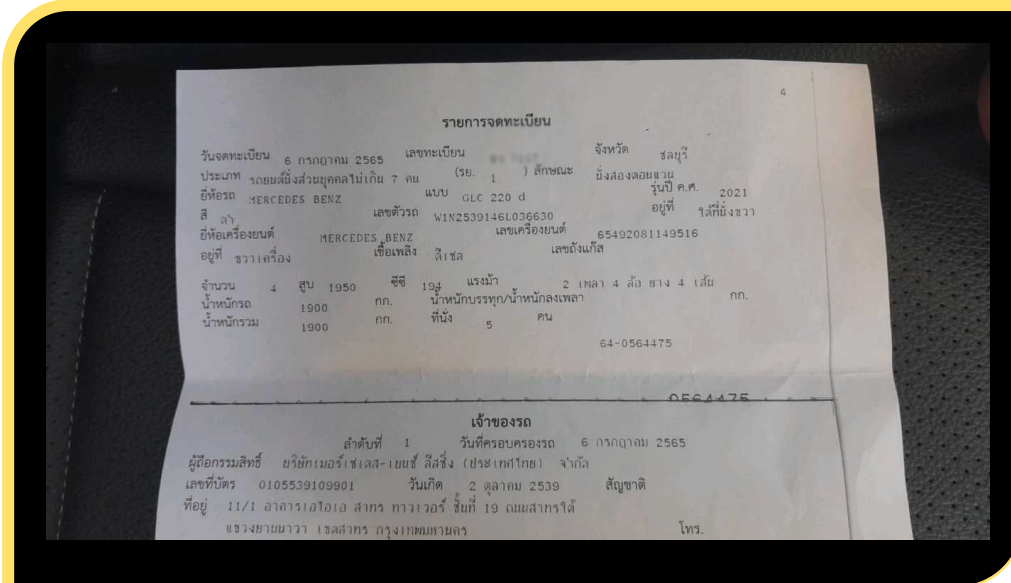 4
รายการจดทะเบียน
วันจดทะเบียน 6 กรกฎาคม 2565 เลขทะเบียน จังหวัด ชลบุรี
ประเภท รถยนต์นั่งส่วนบุคคลไม่เกิน 7 คน (รย. 1 ) ลักษณะ นั่งสองตอนแวน
ยี่ห้อรถ MERCEDES BENZ แบบ GLC 220 d รุ่นปี ค.ศ. 2021
สี ดำ เลขตัวรถ W1N2539146L036630 อยู่ที่ ใต้ที่นั่งขวา
ยี่ห้อเครื่องยนต์ MERCEDES BENZ เลขเครื่องยนต์ 65492081149516
อยู่ที่ ขวาเครื่อง เชื้อเพลิง ดีเซล เลขถังแก๊ส
จำนวน 4 สูบ 1950 ซีซี 194 แรงม้า 2 เพลา 4 ล้อ ยาง 4 เส้น
น้ำหนักรถ 1900 กก. น้ำหนักบรรทุก/น้ำหนักลงเพลา กก.
น้ำหนักรวม 1900 กก. ที่นั่ง 5 คน
64-0564475
0564475
เจ้าของรถ
ลำดับที่ 1 วันที่ครอบครองรถ 6 กรกฎาคม 2565
ผู้ถือกรรมสิทธิ์ บริษัทเมอร์เซเดส-เบนซ์ ลีสซิ่ง (ประเทศไทย) จำกัด
เลขที่บัตร 0105539109901 วันเกิด 2 ตุลาคม 2539 สัญชาติ
ที่อยู่ 11/1 อาคารเอไอเอ สาทร ทาวเวอร์ ชั้นที่ 19 ถนนสาทรใต้
แขวงยานนาวา เขตสาทร กรุงเทพมหานคร โทร.